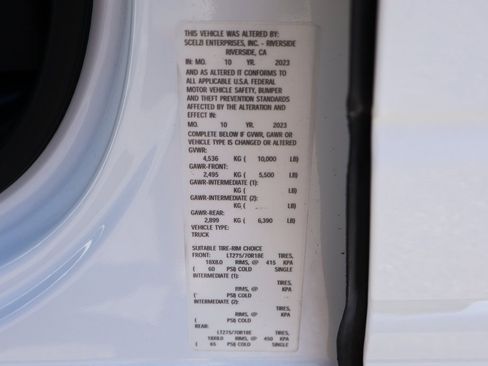 THIS VEHICLE WAS ALTERED BY:
SCELZI ENTERPRISES, INC. - RIVERSIDE
RIVERSIDE, CA
IN: MO. 10 YR. 2023
AND AS ALTERED IT CONFORMS TO
ALL APPLICABLE U.S.A. FEDERAL
MOTOR VEHICLE SAFETY, BUMPER
AND THEFT PREVENTION STANDARDS
AFFECTED BY THE ALTERATION AND
EFFECT IN:
MO. 10 YR. 2023
COMPLETE BELOW IF GVWR, GAWR OR
VEHICLE TYPE IS CHANGED OR ALTERED
GVWR:
4,536 KG ( 10,000 LB)
GAWR-FRONT:
2,495 KG ( 5,500 LB)
GAWR-INTERMEDIATE (1):
KG ( LB)
GAWR-INTERMEDIATE (2):
KG ( LB)
GAWR-REAR:
2,899 KG ( 6,390 LB)
VEHICLE TYPE:
TRUCK
SUITABLE TIRE-RIM CHOICE
FRONT: LT275/70R18E TIRES,
18X8.0 RIMS, @ 415 KPA
( 60 PSI) COLD SINGLE
INTERMEDIATE (1):
TIRES,
RIMS, @ KPA
( PSI) COLD
INTERMEDIATE (2):
TIRES,
RIMS, @ KPA
( PSI) COLD
REAR:
LT275/70R18E TIRES,
18X8.0 RIMS, @ 450 KPA
( 65 PSI) COLD SINGLE